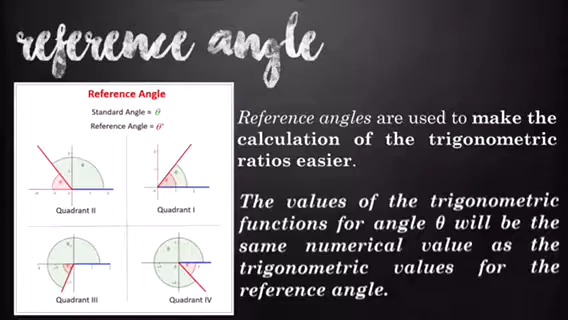 reference angle
Reference Angle
Standard Angle = θ
Reference Angle = θ'
Quadrant II
Quadrant I
Quadrant III
Quadrant IV
Reference angles are used to make the
calculation of the trigonometric
ratios easier.
The values of the trigonometric
functions for angle θ will be the
same numerical value as the
trigonometric values for the
reference angle.